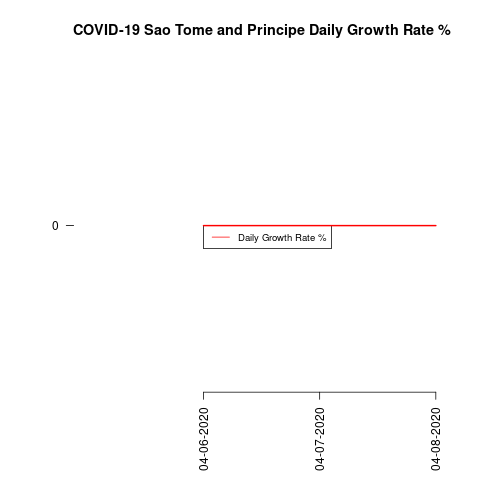 COVID-19 Sao Tome and Principe Daily Growth Rate %
0
Daily Growth Rate %
04-06-2020
04-07-2020
04-08-2020